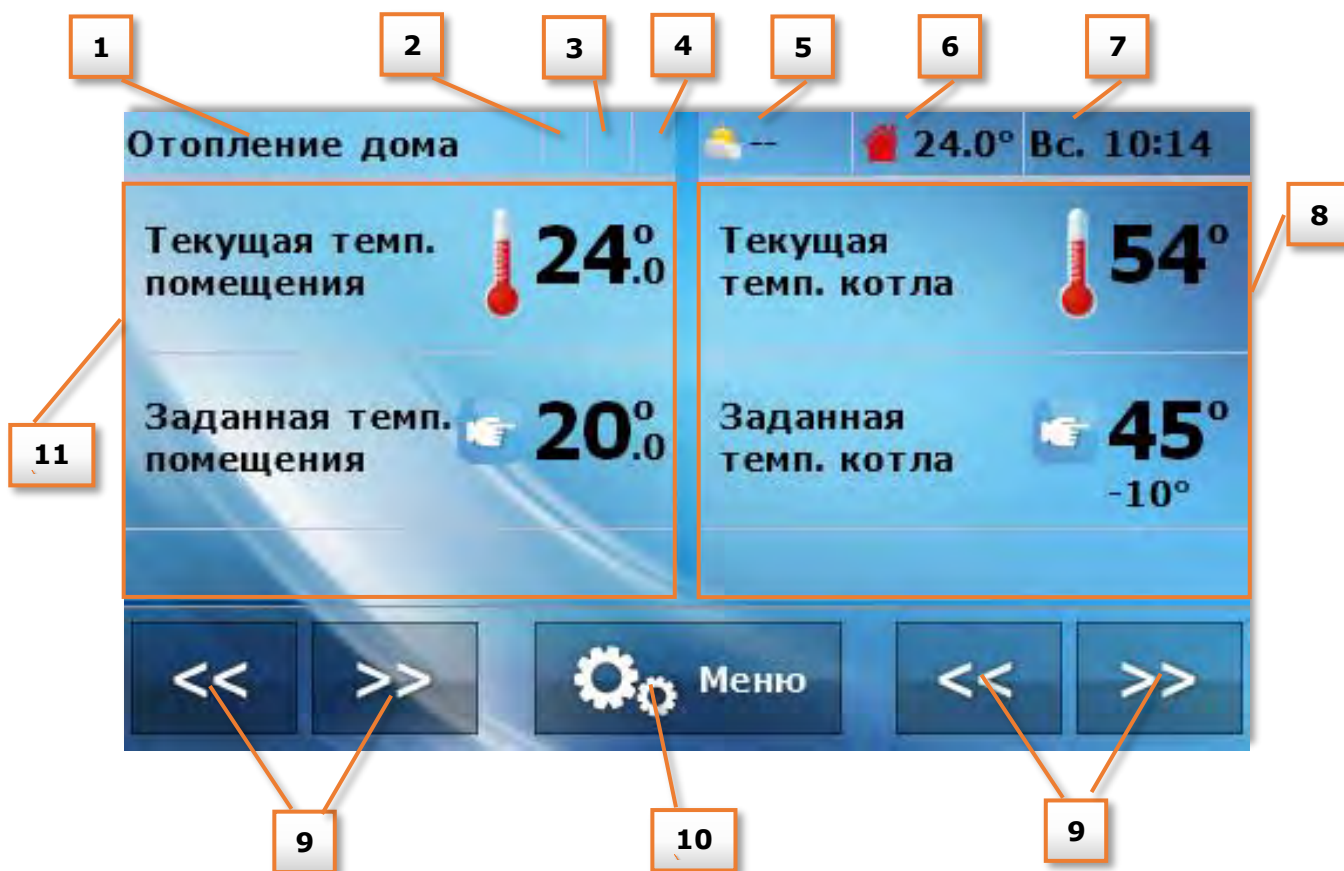 1
2
3
4
5
6
7
Отопление дома
--
24.0° Вс. 10:14
8
Текущая темп.
помещения
24.0°
Текущая
темп. котла
54°
11
Заданная темп.
помещения
20.0°
Заданная
темп. котла
45°
-10°
<< >>
Меню
<< >>
9
10
9